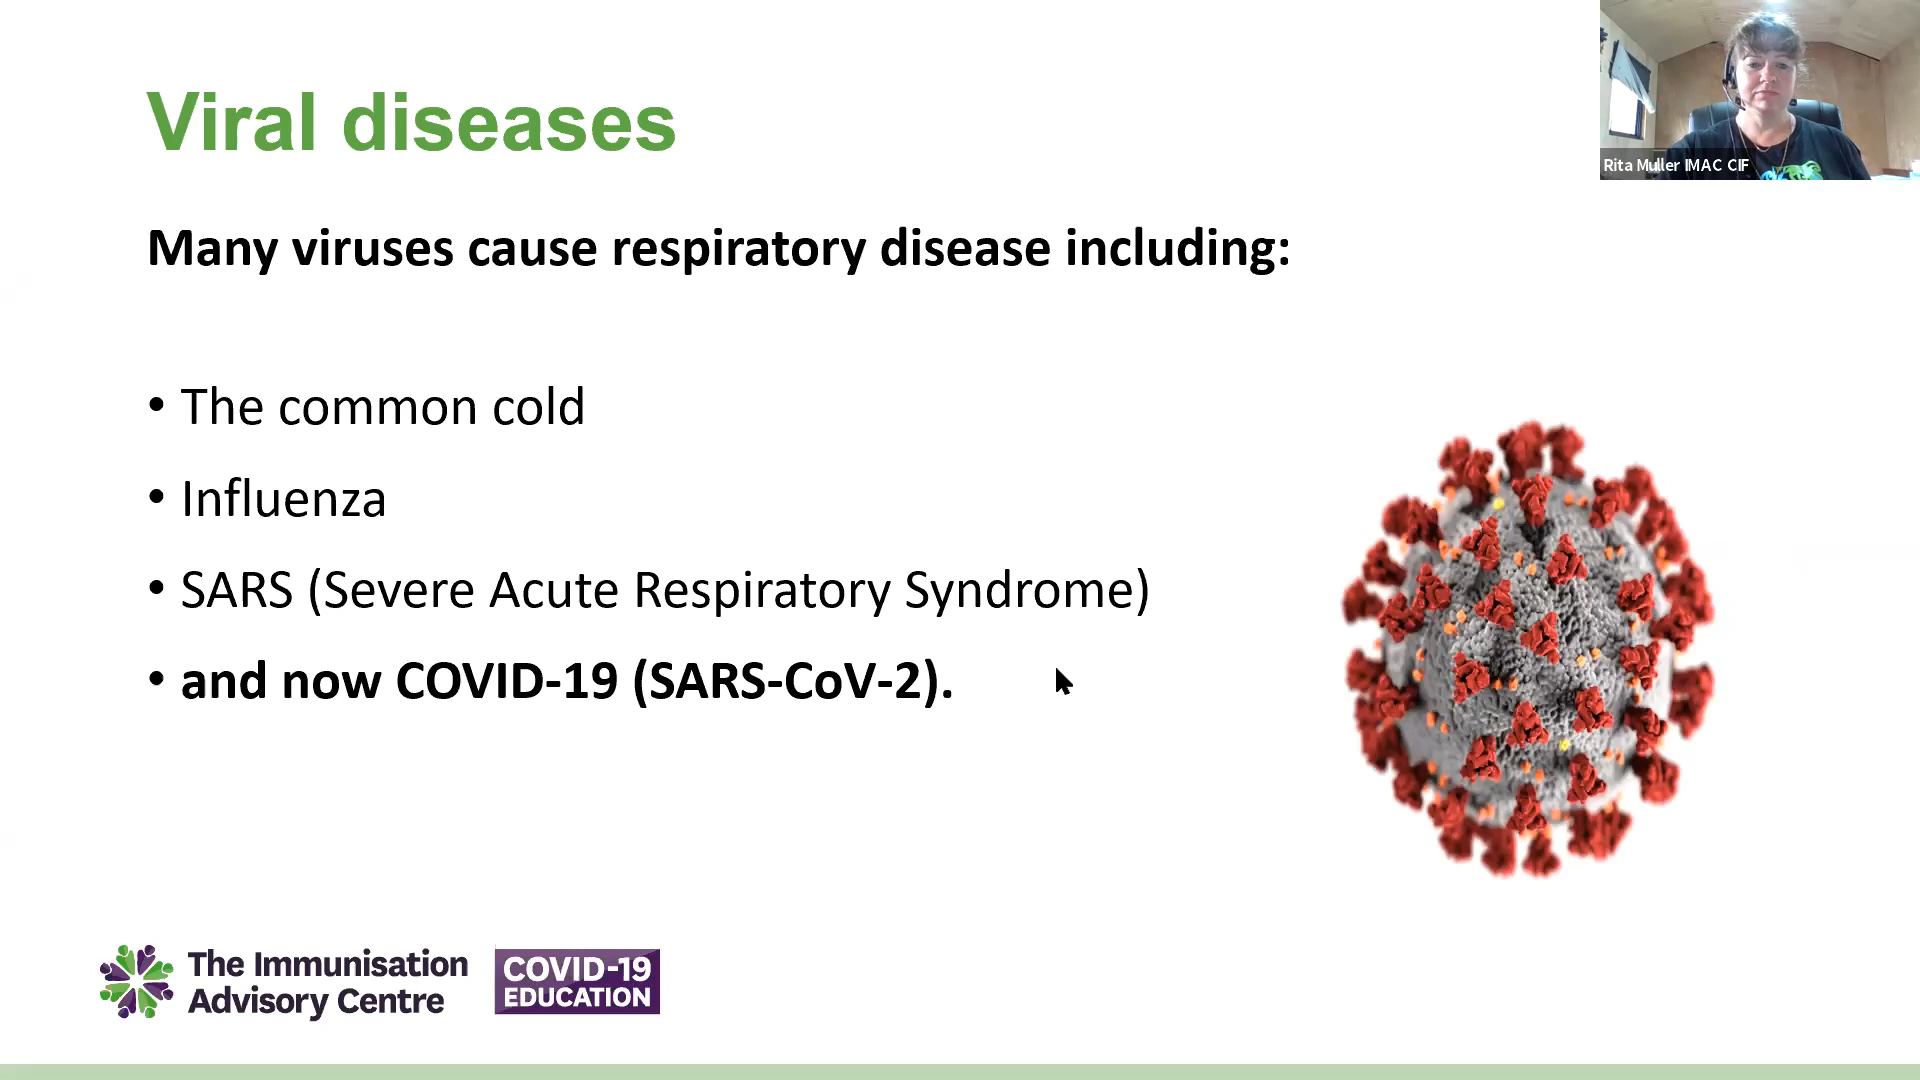 Viral diseases
Rita Muller IMAC CIF
Many viruses cause respiratory disease including:
• The common cold
• Influenza
• SARS (Severe Acute Respiratory Syndrome)
• and now COVID-19 (SARS-CoV-2).
The Immunisation
Advisory Centre
COVID-19
EDUCATION